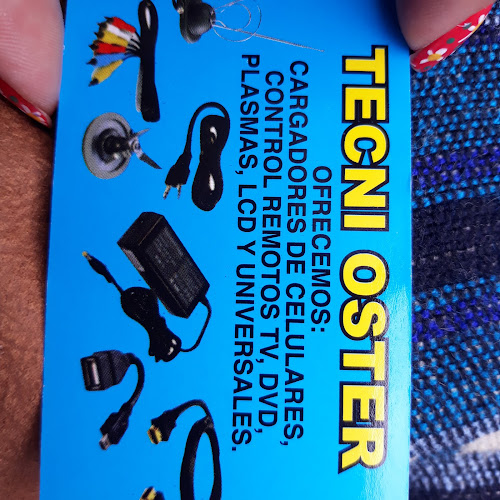 TECNI OSTER
OFRECEMOS:
CARGADORES DE CELULARES,
CONTROL REMOTOS TV, DVD,
PLASMAS, LCD Y UNIVERSALES.